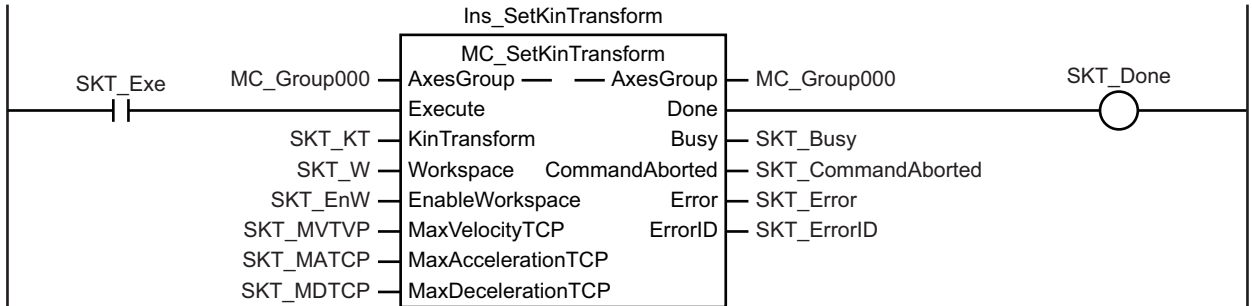 Ins_SetKinTransform
MC_SetKinTransform
SKT_Exe MC_Group000 AxesGroup AxesGroup MC_Group000 SKT_Done
Execute Done
SKT_KT KinTransform Busy SKT_Busy
SKT_W Workspace CommandAborted SKT_CommandAborted
SKT_EnW EnableWorkspace Error SKT_Error
SKT_MVTVP MaxVelocityTCP ErrorID SKT_ErrorID
SKT_MATCP MaxAccelerationTCP
SKT_MDTCP MaxDecelerationTCP